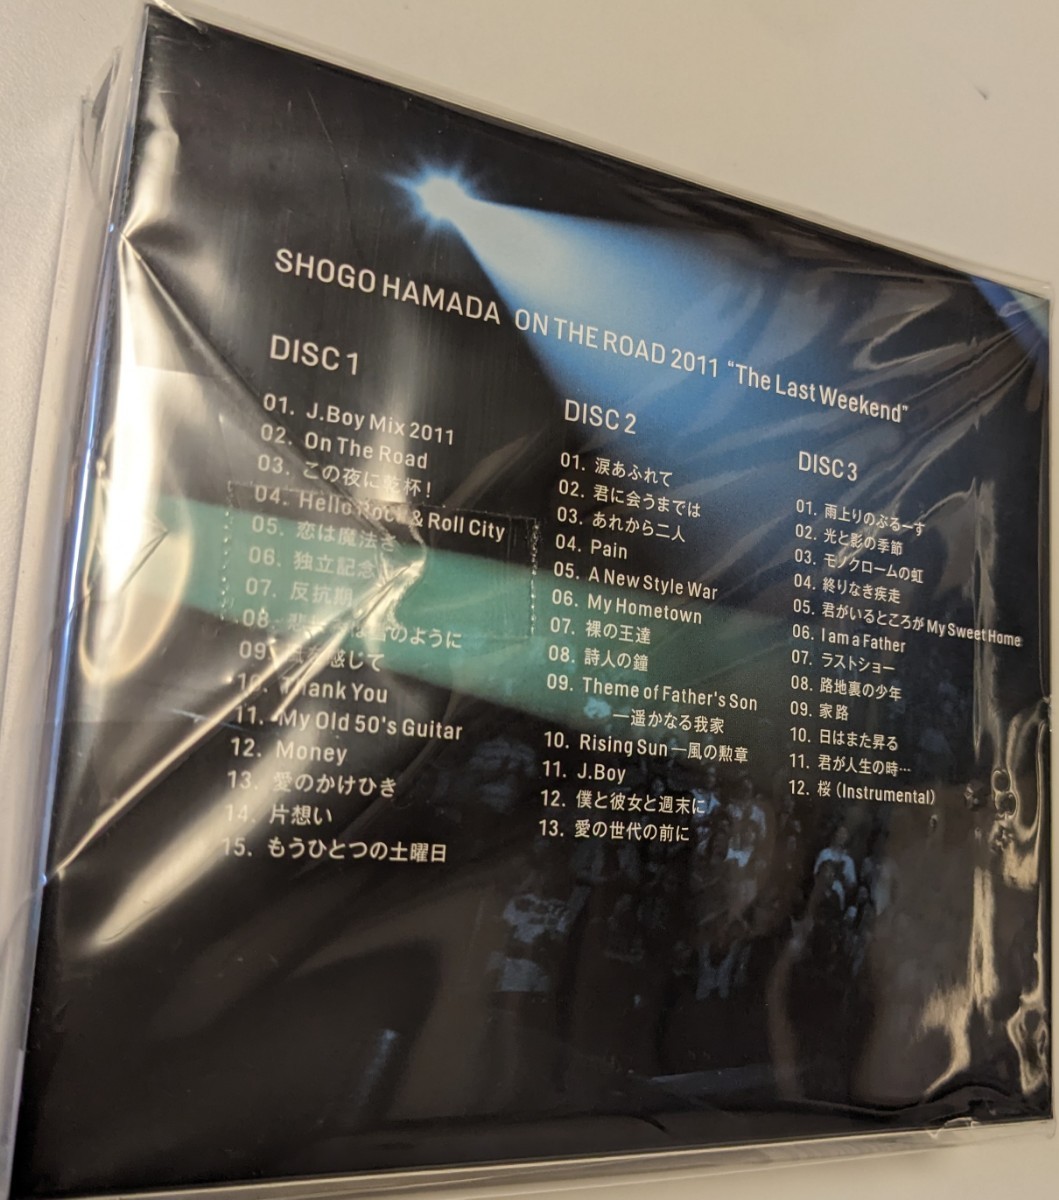 SHOGO HAMADA ON THE ROAD 2011 "The Last Weekend"
DISC 1
01. J.Boy Mix 2011
02. On The Road
03. この夜に乾杯!
04. Hello Rock & Roll City
05. 恋は魔法さ
06. 独立記念日
07. 反抗期
08. 悲しみは雪のように
09. 風を感じて
10. Thank You
11. My Old 50's Guitar
12. Money
13. 愛のかけひき
14. 片想い
15. もうひとつの土曜日
DISC 2
01. 涙あふれて
02. 君に会うまでは
03. あれから二人
04. Pain
05. A New Style War
06. My Hometown
07. 裸の王達
08. 詩人の鐘
09. Theme of Father's Son
―遥かなる我家
10. Rising Sun ―風の勲章
11. J.Boy
12. 僕と彼女と週末に
13. 愛の世代の前に
DISC 3
01. 雨上りのぶるーす
02. 光と影の季節
03. モノクロームの虹
04. 終りなき疾走
05. 君がいるところが My Sweet Home
06. I am a Father
07. ラストショー
08. 路地裏の少年
09. 家路
10. 日はまた昇る
11. 君が人生の時…
12. 桜 (Instrumental)